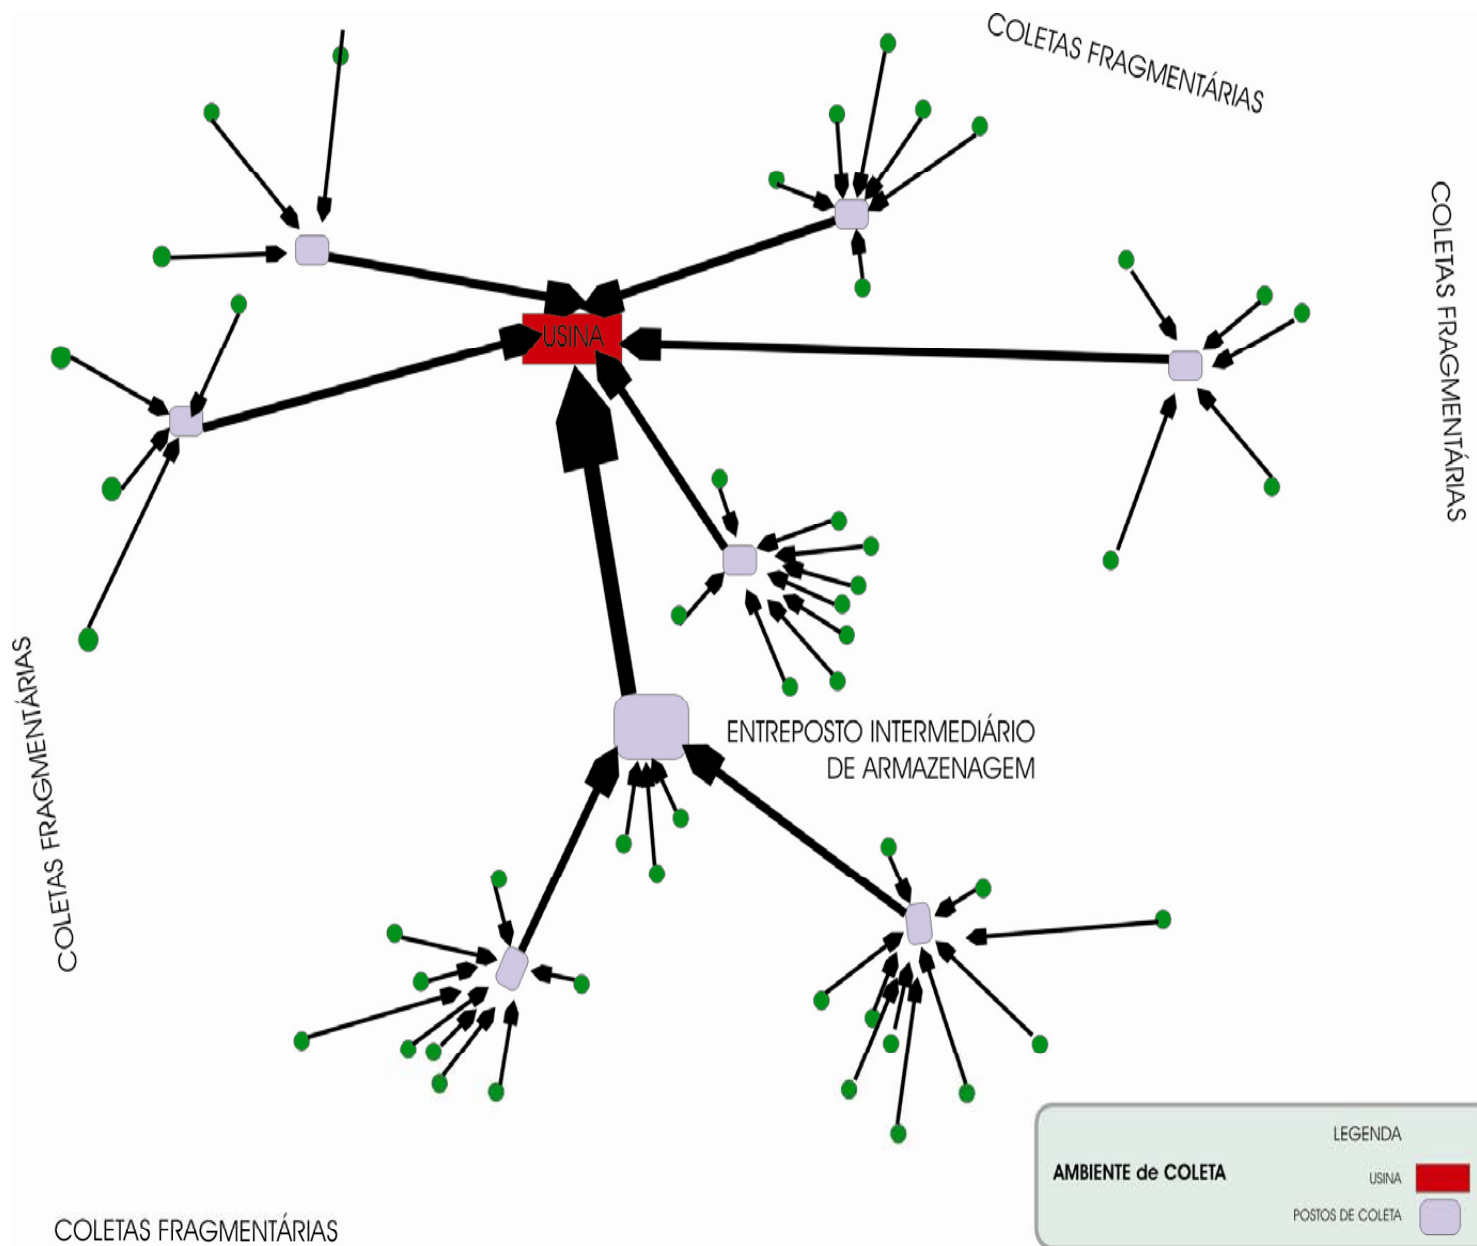 COLETAS FRAGMENTÁRIAS
COLETAS FRAGMENTÁRIAS
USINA
COLETAS FRAGMENTÁRIAS
ENTREPOSTO INTERMEDIÁRIO
DE ARMAZENAGEM
LEGENDA
AMBIENTE de COLETA
USINA
POSTOS DE COLETA
COLETAS FRAGMENTÁRIAS